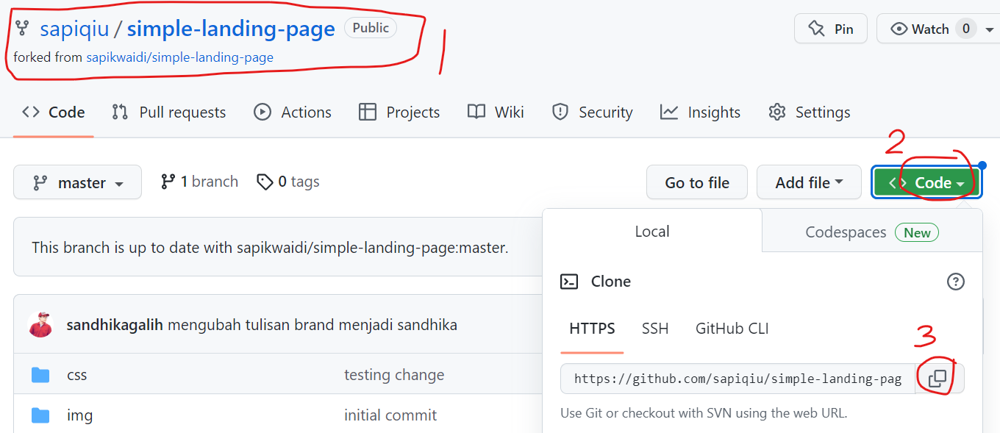 sapiqiu / simple-landing-page Public
forked from sapikwaidi/simple-landing-page
1
Pin
Watch 0
Code Pull requests Actions Projects Wiki Security Insights Settings
2
master 1 branch 0 tags
Go to file Add file Code
Local Codespaces New
This branch is up to date with sapikwaidi/simple-landing-page:master.
Clone
sandhikagalih mengubah tulisan brand menjadi sandhika
HTTPS SSH GitHub CLI
3
css testing change
https://github.com/sapiqiu/simple-landing-pag
img initial commit
Use Git or checkout with SVN using the web URL.